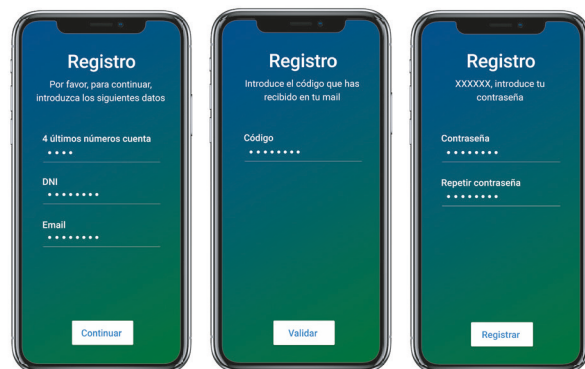 Registro
Por favor, para continuar,
introduzca los siguientes datos
4 últimos números cuenta
DNI
Email
Continuar
Registro
Introduce el código que has
recibido en tu mail
Código
Validar
Registro
XXXXXX, introduce tu
contraseña
Contraseña
Repetir contraseña
Registrar